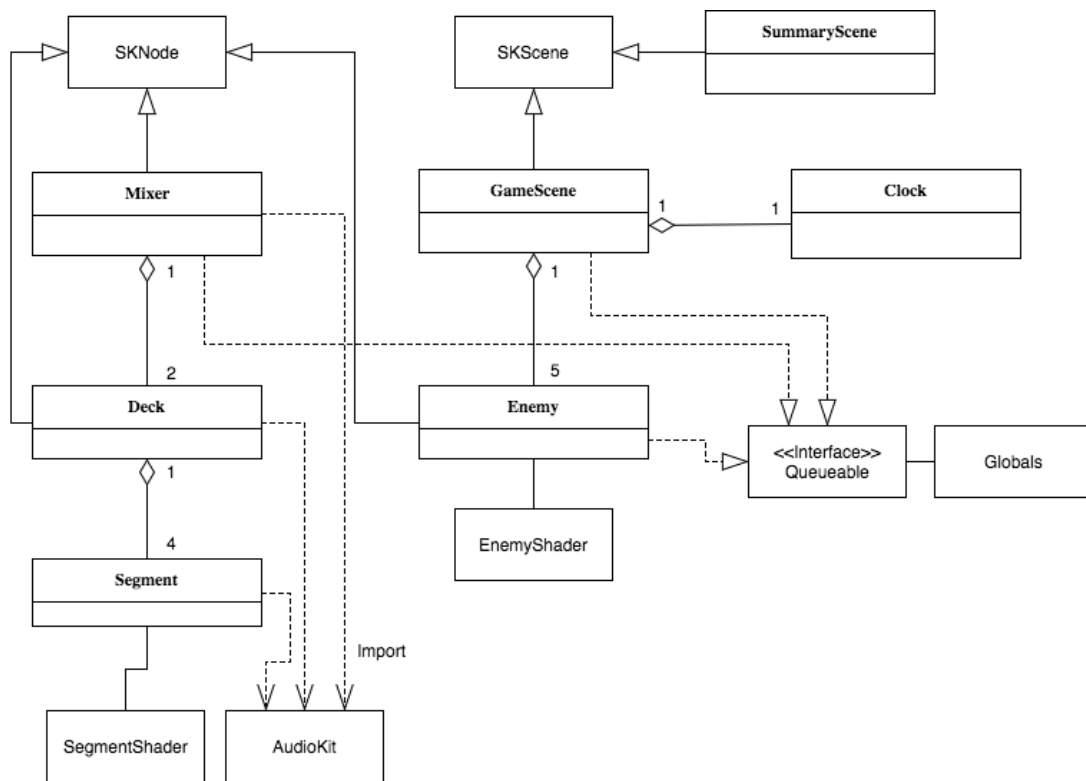 SKNode
SKScene
SummaryScene
Mixer
GameScene
Clock
1
1
1
1
2
5
Deck
Enemy
<<Interface>>
Queueable
Globals
1
EnemyShader
4
Segment
Import
SegmentShader
AudioKit